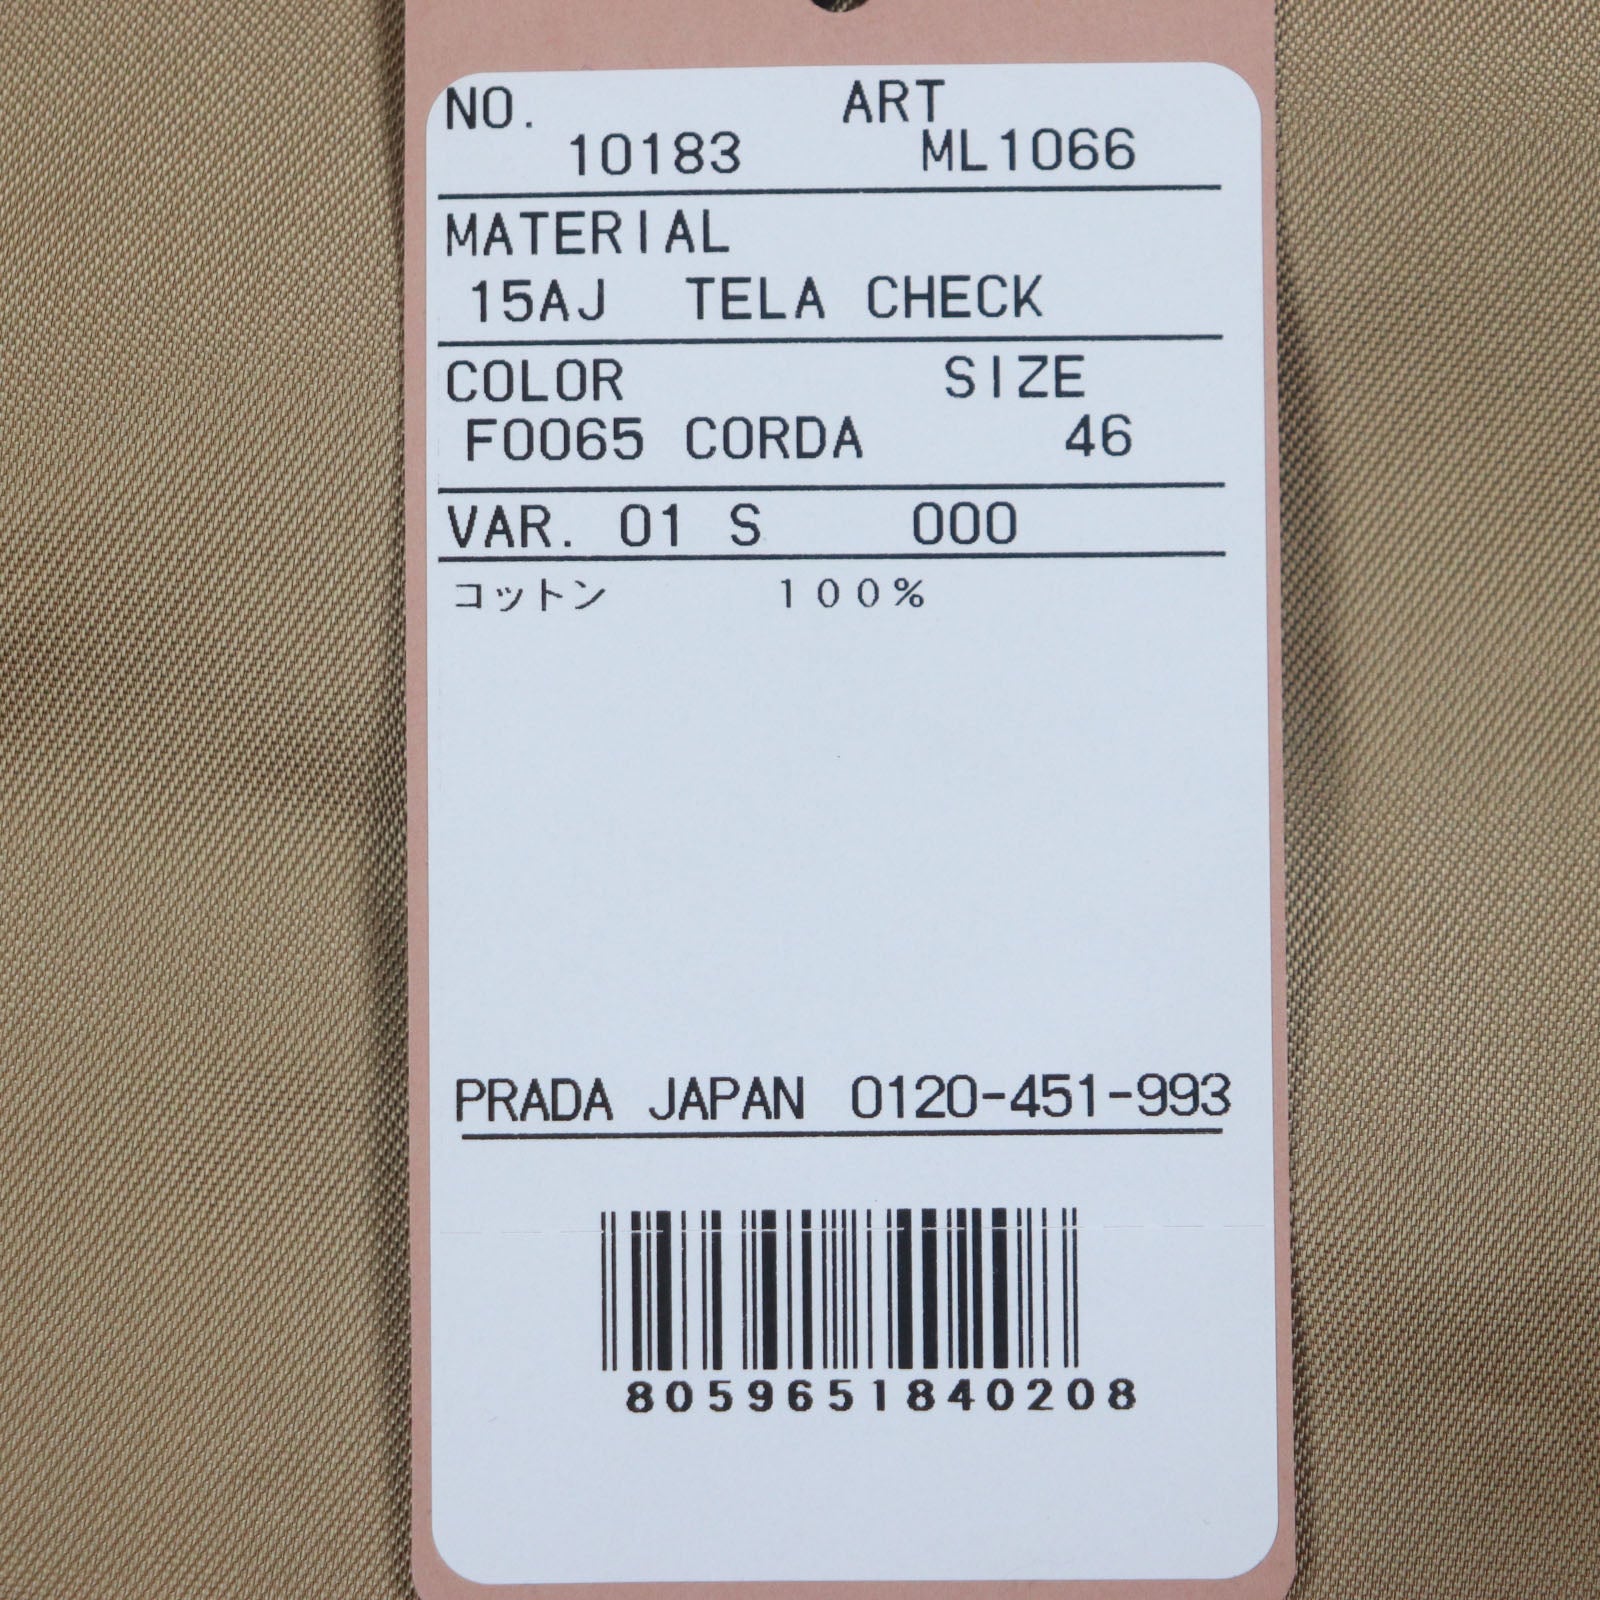 NO. ART
10183 ML1066
MATERIAL
15AJ TELA CHECK
COLOR SIZE
F0065 CORDA 46
VAR. 01 S 000
コットン 100%
PRADA JAPAN 0120-451-993
8059651840208